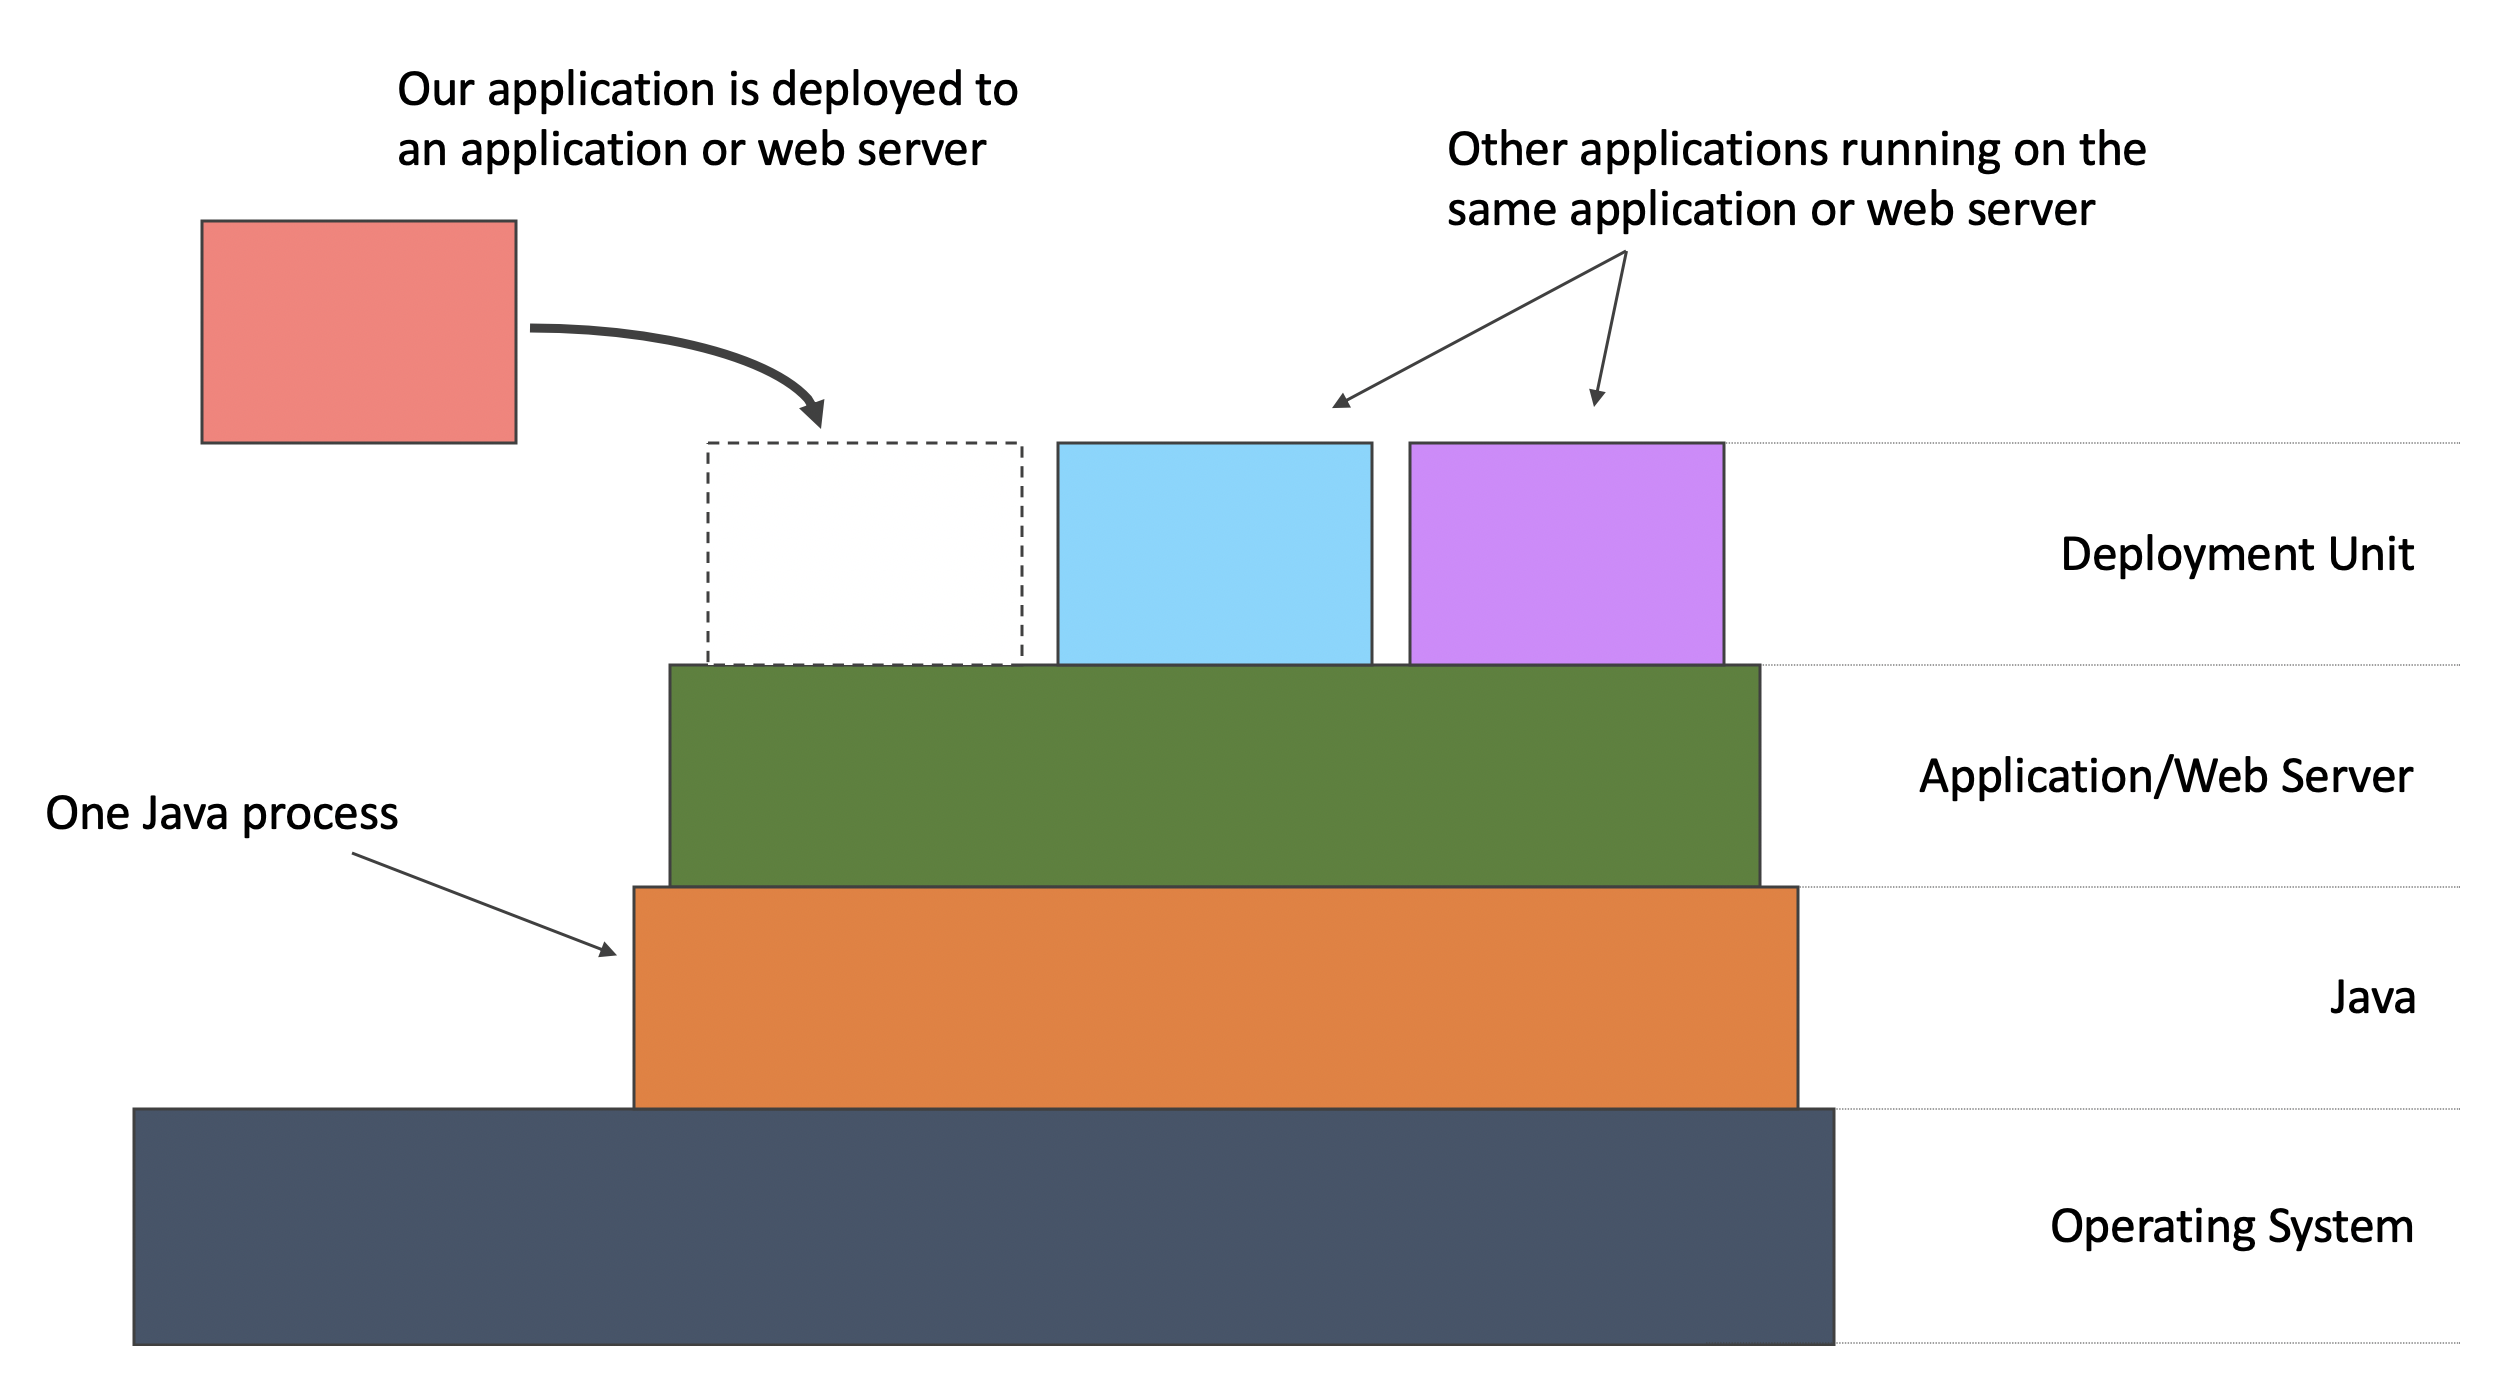 Our application is deployed to
an application or web server
Other applications running on the
same application or web server
Deployment Unit
Application/Web Server
One Java process
Java
Operating System